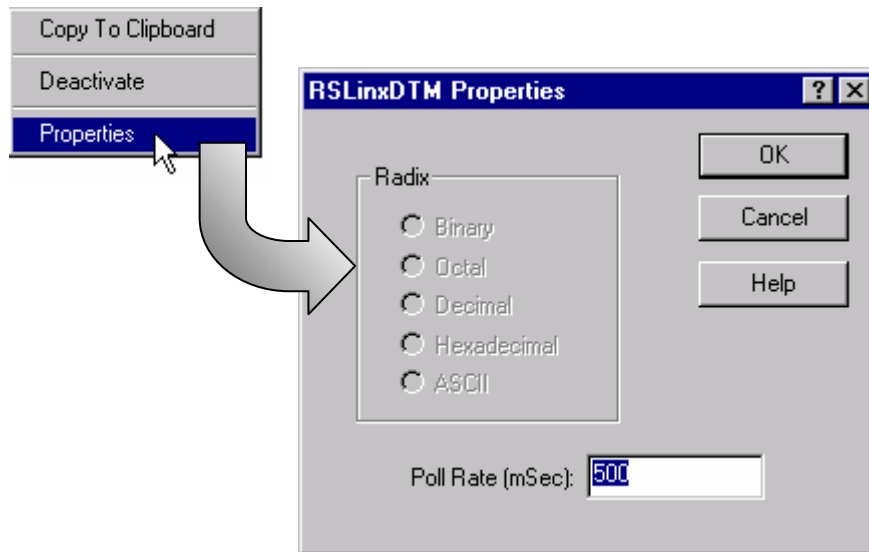 Copy To Clipboard
Deactivate
Properties
RSLinxDTM Properties
Radix
Binary
Octal
Decimal
Hexadecimal
ASCII
OK
Cancel
Help
Poll Rate (mSec): 500